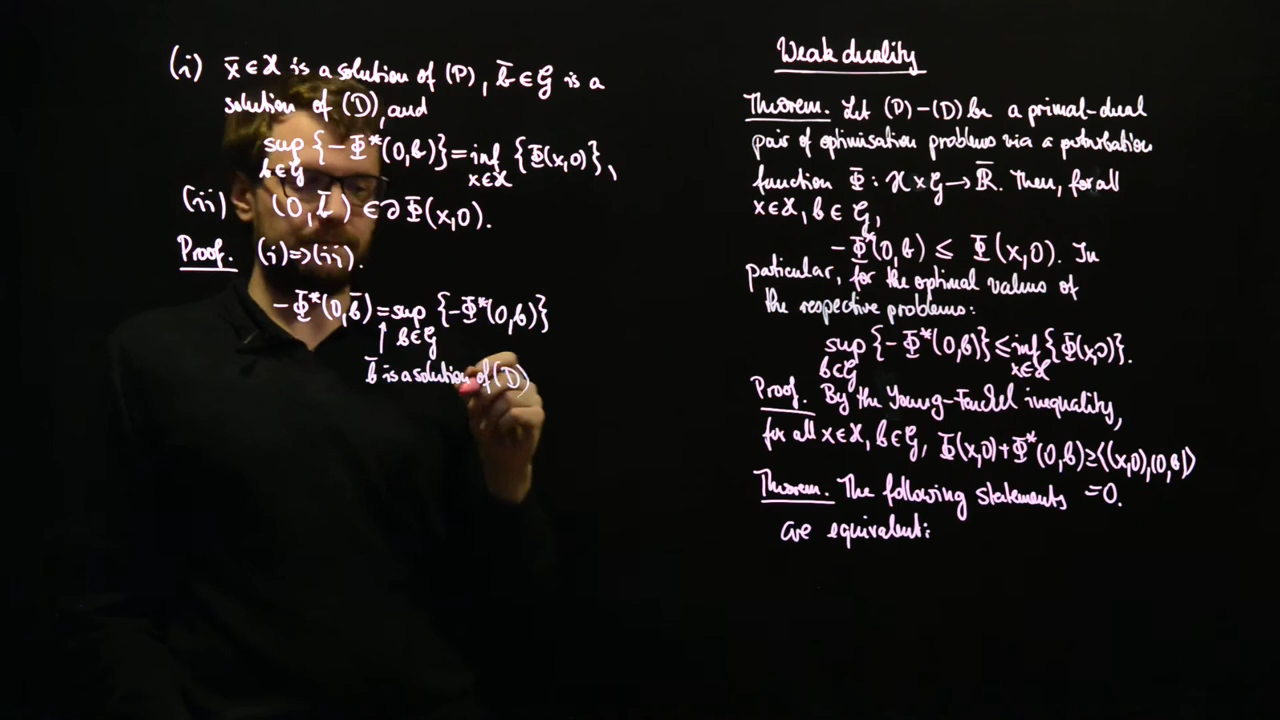 (i) x̄ ∈ 𝒳 is a solution of (P), b̄ ∈ 𝒢 is a
solution of (D), and
sup {-Φ*(0,b)} = inf {Φ(x,0)},
b∈𝒢 x∈𝒳
(ii) (0, b̄) ∈ ∂Φ(x,0).
Proof. (i)=>(ii).
-Φ*(0,b̄) = sup {-Φ*(0,b)}
↑ b∈𝒢
b̄ is a solution of (D)
Weak duality
Theorem. Let (P)-(D) be a primal-dual
pair of optimisation problems via a perturbation
function Φ : 𝒳 × 𝒢 → ℝ̄. Then, for all
x∈𝒳, b∈ 𝒢,
-Φ*(0,b) ≤ Φ(x,0). In
particular, for the optimal values of
the respective problems:
sup {-Φ*(0,b)} ≤ inf {Φ(x,0)}.
b∈𝒢 x∈𝒳
Proof. By the Young-Fenchel inequality,
for all x∈𝒳, b∈𝒢, Φ(x,0)+Φ*(0,b)≥⟨(x,0),(0,b)⟩
=0.
Theorem. The following statements
are equivalent: